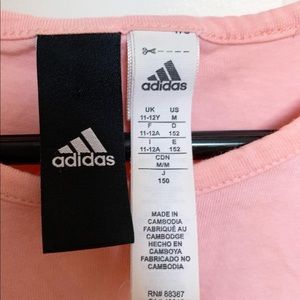 adidas
adidas
UK US
11-12Y M
F D
11-12A 152
I E
11-12A 152
CDN
M/M
J
150
MADE IN
CAMBODIA
FABRIQUÉ AU
CAMBODGE
HECHO EN
CAMBOYA
FABRICADO NO
CAMBOJA
RN# 88387